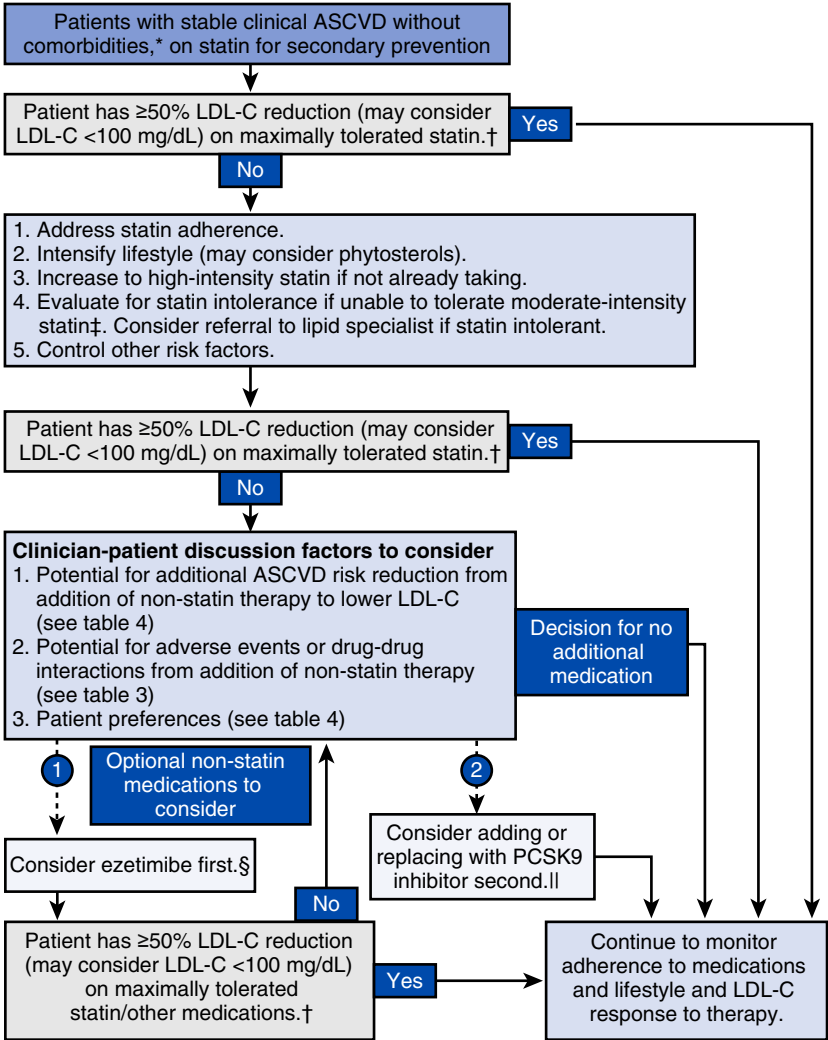 Patients with stable clinical ASCVD without
comorbidities,* on statin for secondary prevention
Patient has ≥50% LDL-C reduction (may consider
LDL-C <100 mg/dL) on maximally tolerated statin.†
Yes
No
1. Address statin adherence.
2. Intensify lifestyle (may consider phytosterols).
3. Increase to high-intensity statin if not already taking.
4. Evaluate for statin intolerance if unable to tolerate moderate-intensity
statin‡. Consider referral to lipid specialist if statin intolerant.
5. Control other risk factors.
Patient has ≥50% LDL-C reduction (may consider
LDL-C <100 mg/dL) on maximally tolerated statin.†
Yes
No
Clinician-patient discussion factors to consider
1. Potential for additional ASCVD risk reduction from
addition of non-statin therapy to lower LDL-C
(see table 4)
2. Potential for adverse events or drug-drug
interactions from addition of non-statin therapy
(see table 3)
3. Patient preferences (see table 4)
Decision for no
additional
medication
1
Optional non-statin
medications to
consider
2
Consider ezetimibe first.§
Consider adding or
replacing with PCSK9
inhibitor second.||
No
Patient has ≥50% LDL-C reduction
(may consider LDL-C <100 mg/dL)
on maximally tolerated
statin/other medications.†
Yes
Continue to monitor
adherence to medications
and lifestyle and LDL-C
response to therapy.